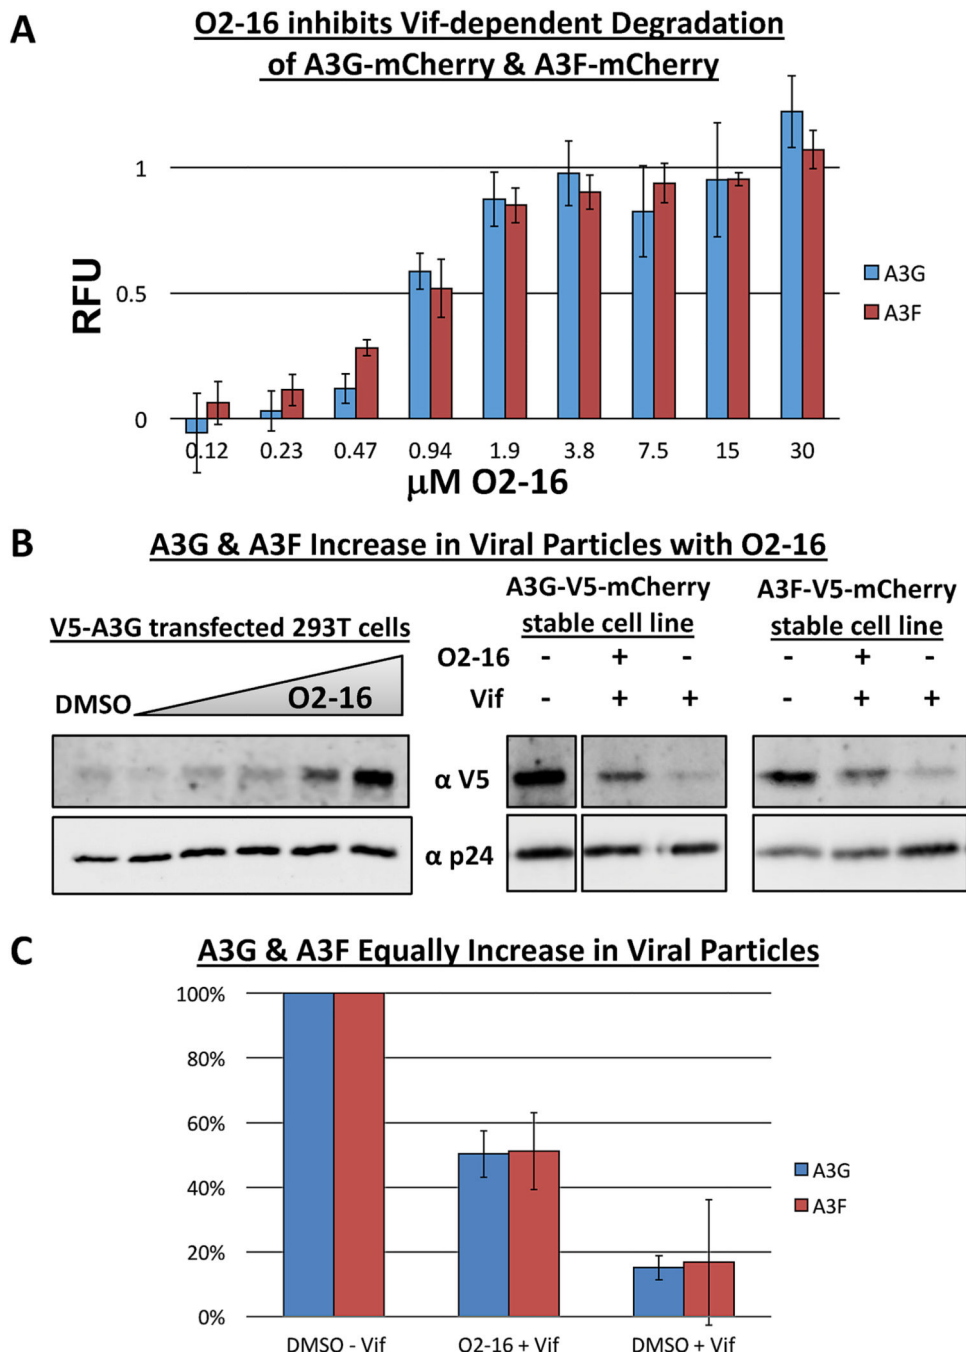 A
O2-16 inhibits Vif-dependent Degradation
of A3G-mCherry & A3F-mCherry
1
0.5
0
RFU
A3G
A3F
0.12 0.23 0.47 0.94 1.9 3.8 7.5 15 30
μM O2-16
B
A3G & A3F Increase in Viral Particles with O2-16
V5-A3G transfected 293T cells
DMSO O2-16
A3G-V5-mCherry
stable cell line
A3F-V5-mCherry
stable cell line
O2-16 - + - - + -
Vif - + + - + +
α V5
α p24
C
A3G & A3F Equally Increase in Viral Particles
100%
80%
60%
40%
20%
0%
A3G
A3F
DMSO - Vif O2-16 + Vif DMSO + Vif